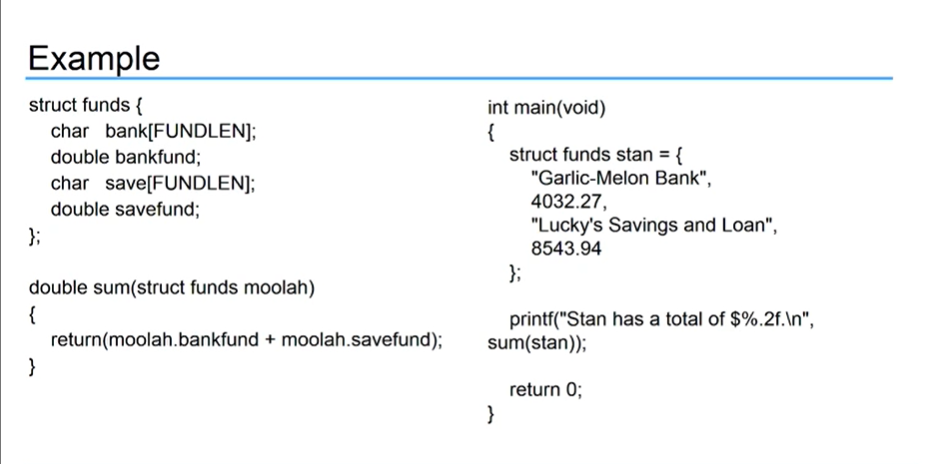 Example
struct funds {
char bank[FUNDLEN];
double bankfund;
char save[FUNDLEN];
double savefund;
};
double sum(struct funds moolah)
{
return(moolah.bankfund + moolah.savefund);
}
int main(void)
{
struct funds stan = {
"Garlic-Melon Bank",
4032.27,
"Lucky's Savings and Loan",
8543.94
};
printf("Stan has a total of $%.2f.\n",
sum(stan));
return 0;
}